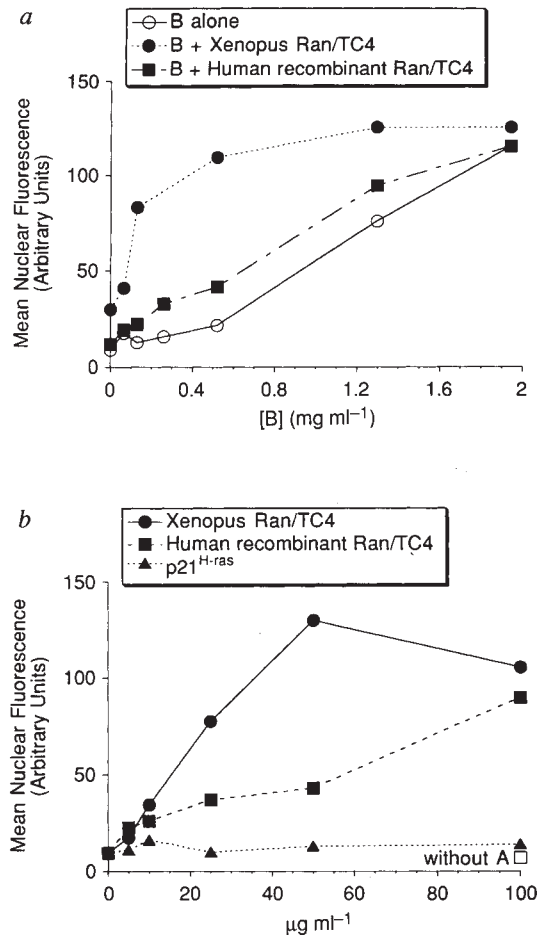 a
B alone
B + Xenopus Ran/TC4
B + Human recombinant Ran/TC4
150
100
50
0
Mean Nuclear Fluorescence
(Arbitrary Units)
0 0.4 0.8 1.2 1.6 2
[B] (mg ml⁻¹)
b
Xenopus Ran/TC4
Human recombinant Ran/TC4
p21ᴴ⁻ʳᵃˢ
150
100
50
0
Mean Nuclear Fluorescence
(Arbitrary Units)
without A
0 20 40 60 80 100
μg ml⁻¹